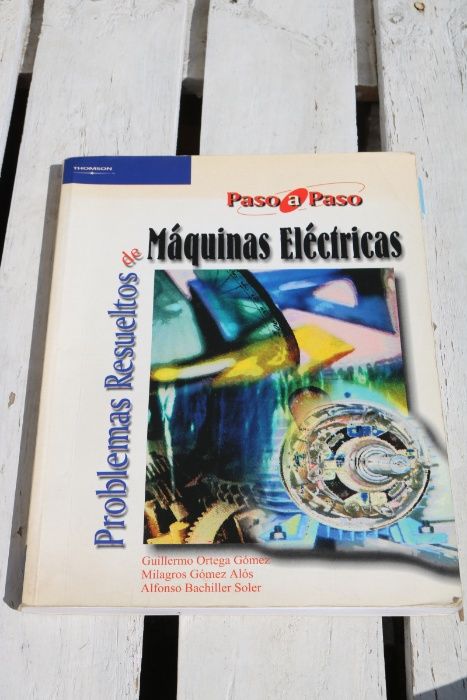 THOMSON
Paso a Paso
Problemas Resueltos de
Máquinas Eléctricas
Guillermo Ortega Gómez
Milagros Gómez Alós
Alfonso Bachiller Soler